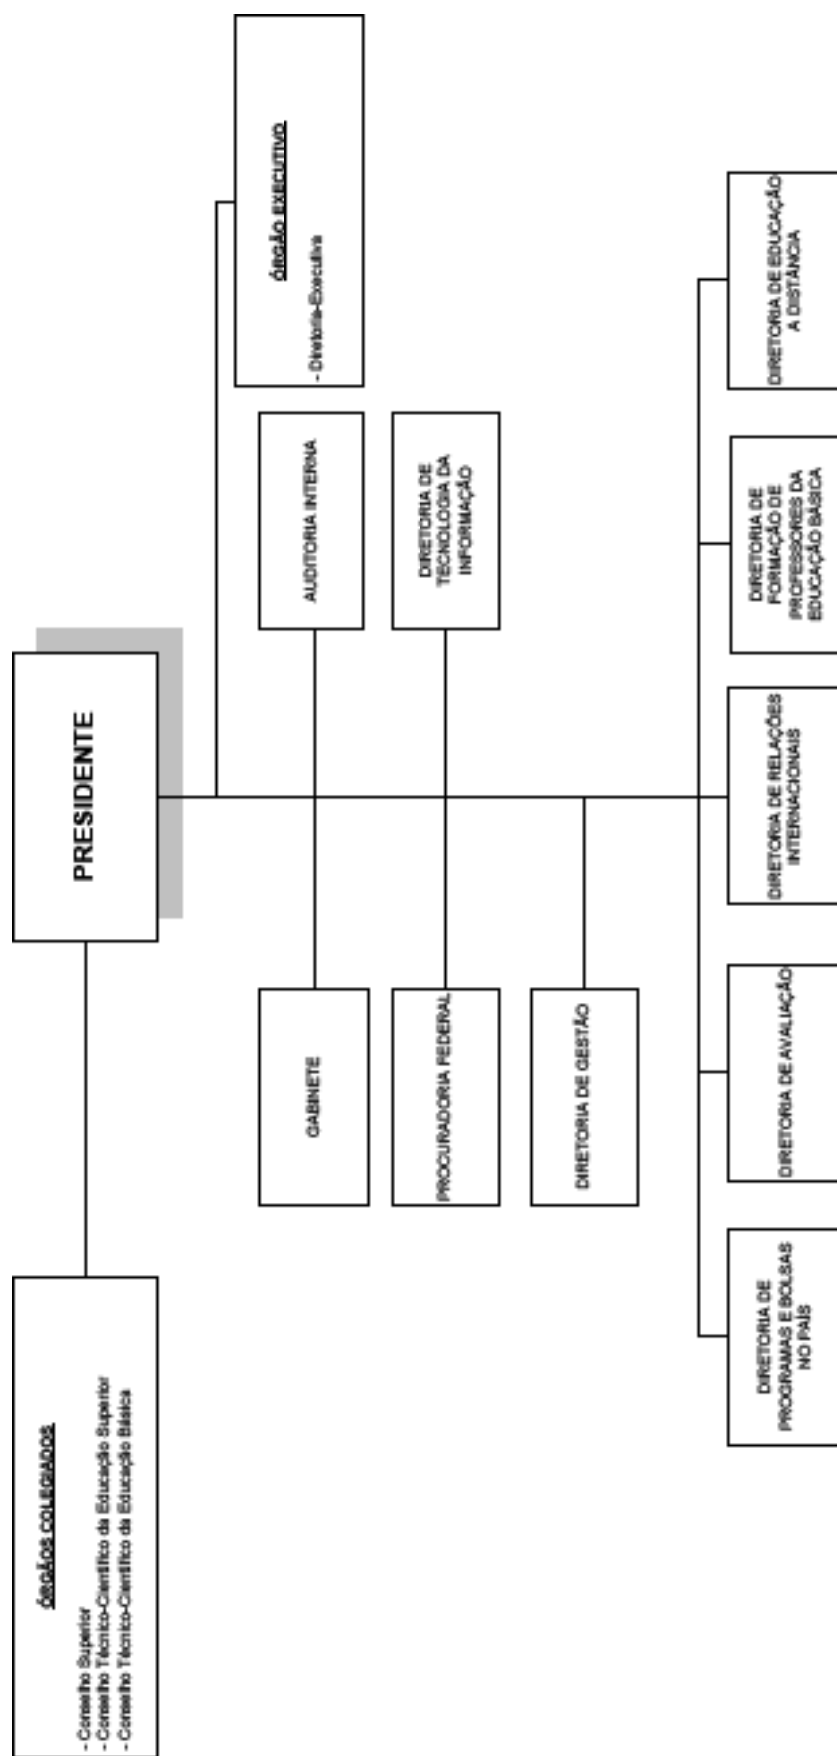 PRESIDENTE
ÓRGÃOS COLEGIADOS
- Conselho Superior
- Conselho Técnico-Científico da Educação Superior
- Conselho Técnico-Científico da Educação Básica
ÓRGÃO EXECUTIVO
- Diretoria-Executiva
GABINETE
AUDITORIA INTERNA
PROCURADORIA FEDERAL
DIRETORIA DE
TECNOLOGIA DA
INFORMAÇÃO
DIRETORIA DE GESTÃO
DIRETORIA DE
PROGRAMAS E BOLSAS
NO PAÍS
DIRETORIA DE AVALIAÇÃO
DIRETORIA DE RELAÇÕES
INTERNACIONAIS
DIRETORIA DE
FORMAÇÃO DE
PROFESSORES DA
EDUCAÇÃO BÁSICA
DIRETORIA DE EDUCAÇÃO
A DISTÂNCIA